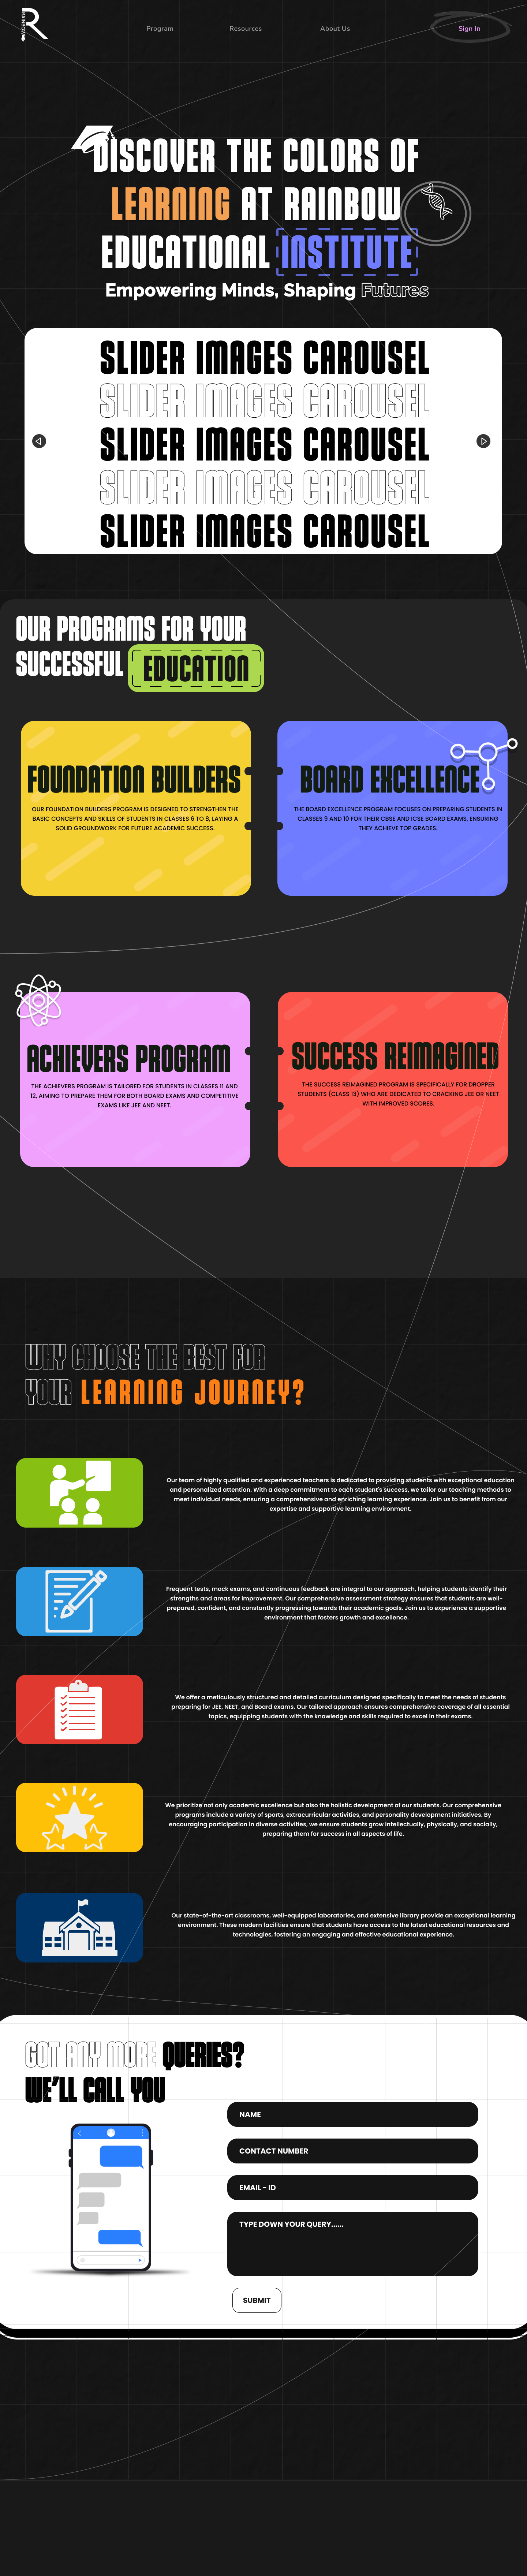 RAINBOW
R
Program
Resources
About Us
Sign In
DISCOVER THE COLORS OF
LEARNING AT RAINBOW
EDUCATIONAL INSTITUTE
Empowering Minds, Shaping Futures
SLIDER IMAGES CAROUSEL
SLIDER IMAGES CAROUSEL
SLIDER IMAGES CAROUSEL
SLIDER IMAGES CAROUSEL
SLIDER IMAGES CAROUSEL
OUR PROGRAMS FOR YOUR
SUCCESSFUL EDUCATION
FOUNDATION BUILDERS
OUR FOUNDATION BUILDERS PROGRAM IS DESIGNED TO STRENGTHEN THE
BASIC CONCEPTS AND SKILLS OF STUDENTS IN CLASSES 6 TO 8, LAYING A
SOLID GROUNDWORK FOR FUTURE ACADEMIC SUCCESS.
BOARD EXCELLENCE
THE BOARD EXCELLENCE PROGRAM FOCUSES ON PREPARING STUDENTS IN
CLASSES 9 AND 10 FOR THEIR CBSE AND ICSE BOARD EXAMS, ENSURING
THEY ACHIEVE TOP GRADES.
ACHIEVERS PROGRAM
THE ACHIEVERS PROGRAM IS TAILORED FOR STUDENTS IN CLASSES 11 AND
12, AIMING TO PREPARE THEM FOR BOTH BOARD EXAMS AND COMPETITIVE
EXAMS LIKE JEE AND NEET.
SUCCESS REIMAGINED
THE SUCCESS REIMAGINED PROGRAM IS SPECIFICALLY FOR DROPPER
STUDENTS (CLASS 13) WHO ARE DEDICATED TO CRACKING JEE OR NEET
WITH IMPROVED SCORES.
WHY CHOOSE THE BEST FOR
YOUR LEARNING JOURNEY?
Our team of highly qualified and experienced teachers is dedicated to providing students with exceptional education
and personalized attention. With a deep commitment to each student's success, we tailor our teaching methods to
meet individual needs, ensuring a comprehensive and enriching learning experience. Join us to benefit from our
expertise and supportive learning environment.
Frequent tests, mock exams, and continuous feedback are integral to our approach, helping students identify their
strengths and areas for improvement. Our comprehensive assessment strategy ensures that students are well-
prepared, confident, and constantly progressing towards their academic goals. Join us to experience a supportive
environment that fosters growth and excellence.
We offer a meticulously structured and detailed curriculum designed specifically to meet the needs of students
preparing for JEE, NEET, and Board exams. Our tailored approach ensures comprehensive coverage of all essential
topics, equipping students with the knowledge and skills required to excel in their exams.
We prioritize not only academic excellence but also the holistic development of our students. Our comprehensive
programs include a variety of sports, extracurricular activities, and personality development initiatives. By
encouraging participation in diverse activities, we ensure students grow intellectually, physically, and socially,
preparing them for success in all aspects of life.
Our state-of-the-art classrooms, well-equipped laboratories, and extensive library provide an exceptional learning
environment. These modern facilities ensure that students have access to the latest educational resources and
technologies, fostering an engaging and effective educational experience.
GOT ANY MORE QUERIES?
WE'LL CALL YOU
NAME
CONTACT NUMBER
EMAIL - ID
TYPE DOWN YOUR QUERY......
SUBMIT